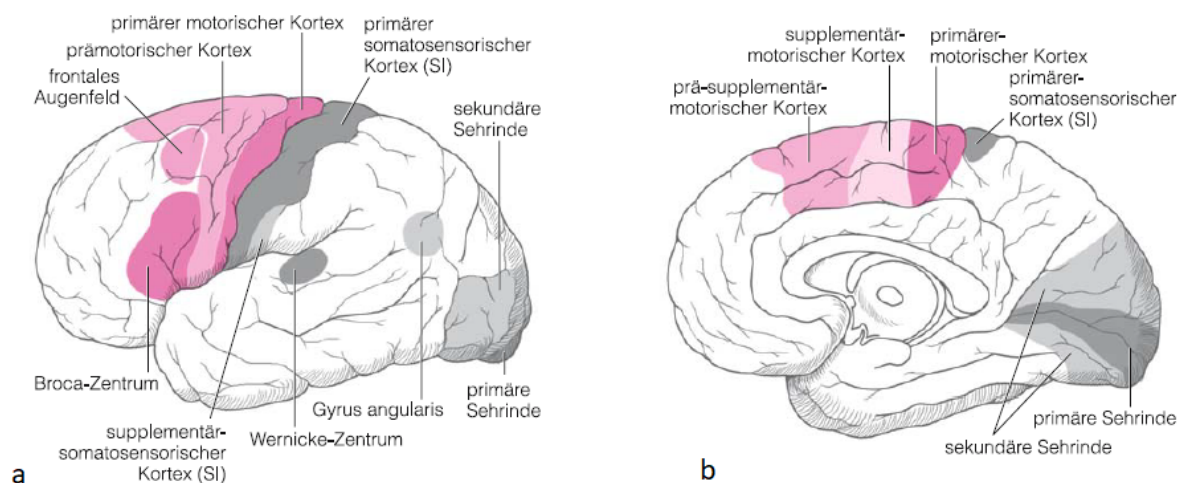 primärer motorischer Kortex
prämotorischer Kortex
frontales
Augenfeld
primärer
somatosensorischer
Kortex (SI)
sekundäre
Sehrinde
Broca-Zentrum
supplementär-
somatosensorischer
Kortex (SI)
Wernicke-Zentrum
Gyrus angularis
primäre
Sehrinde
a
supplementär-
motorischer Kortex
prä-supplementär-
motorischer Kortex
primärer-
motorischer Kortex
primärer-
somatosensorischer
Kortex (SI)
primäre Sehrinde
sekundäre Sehrinde
b